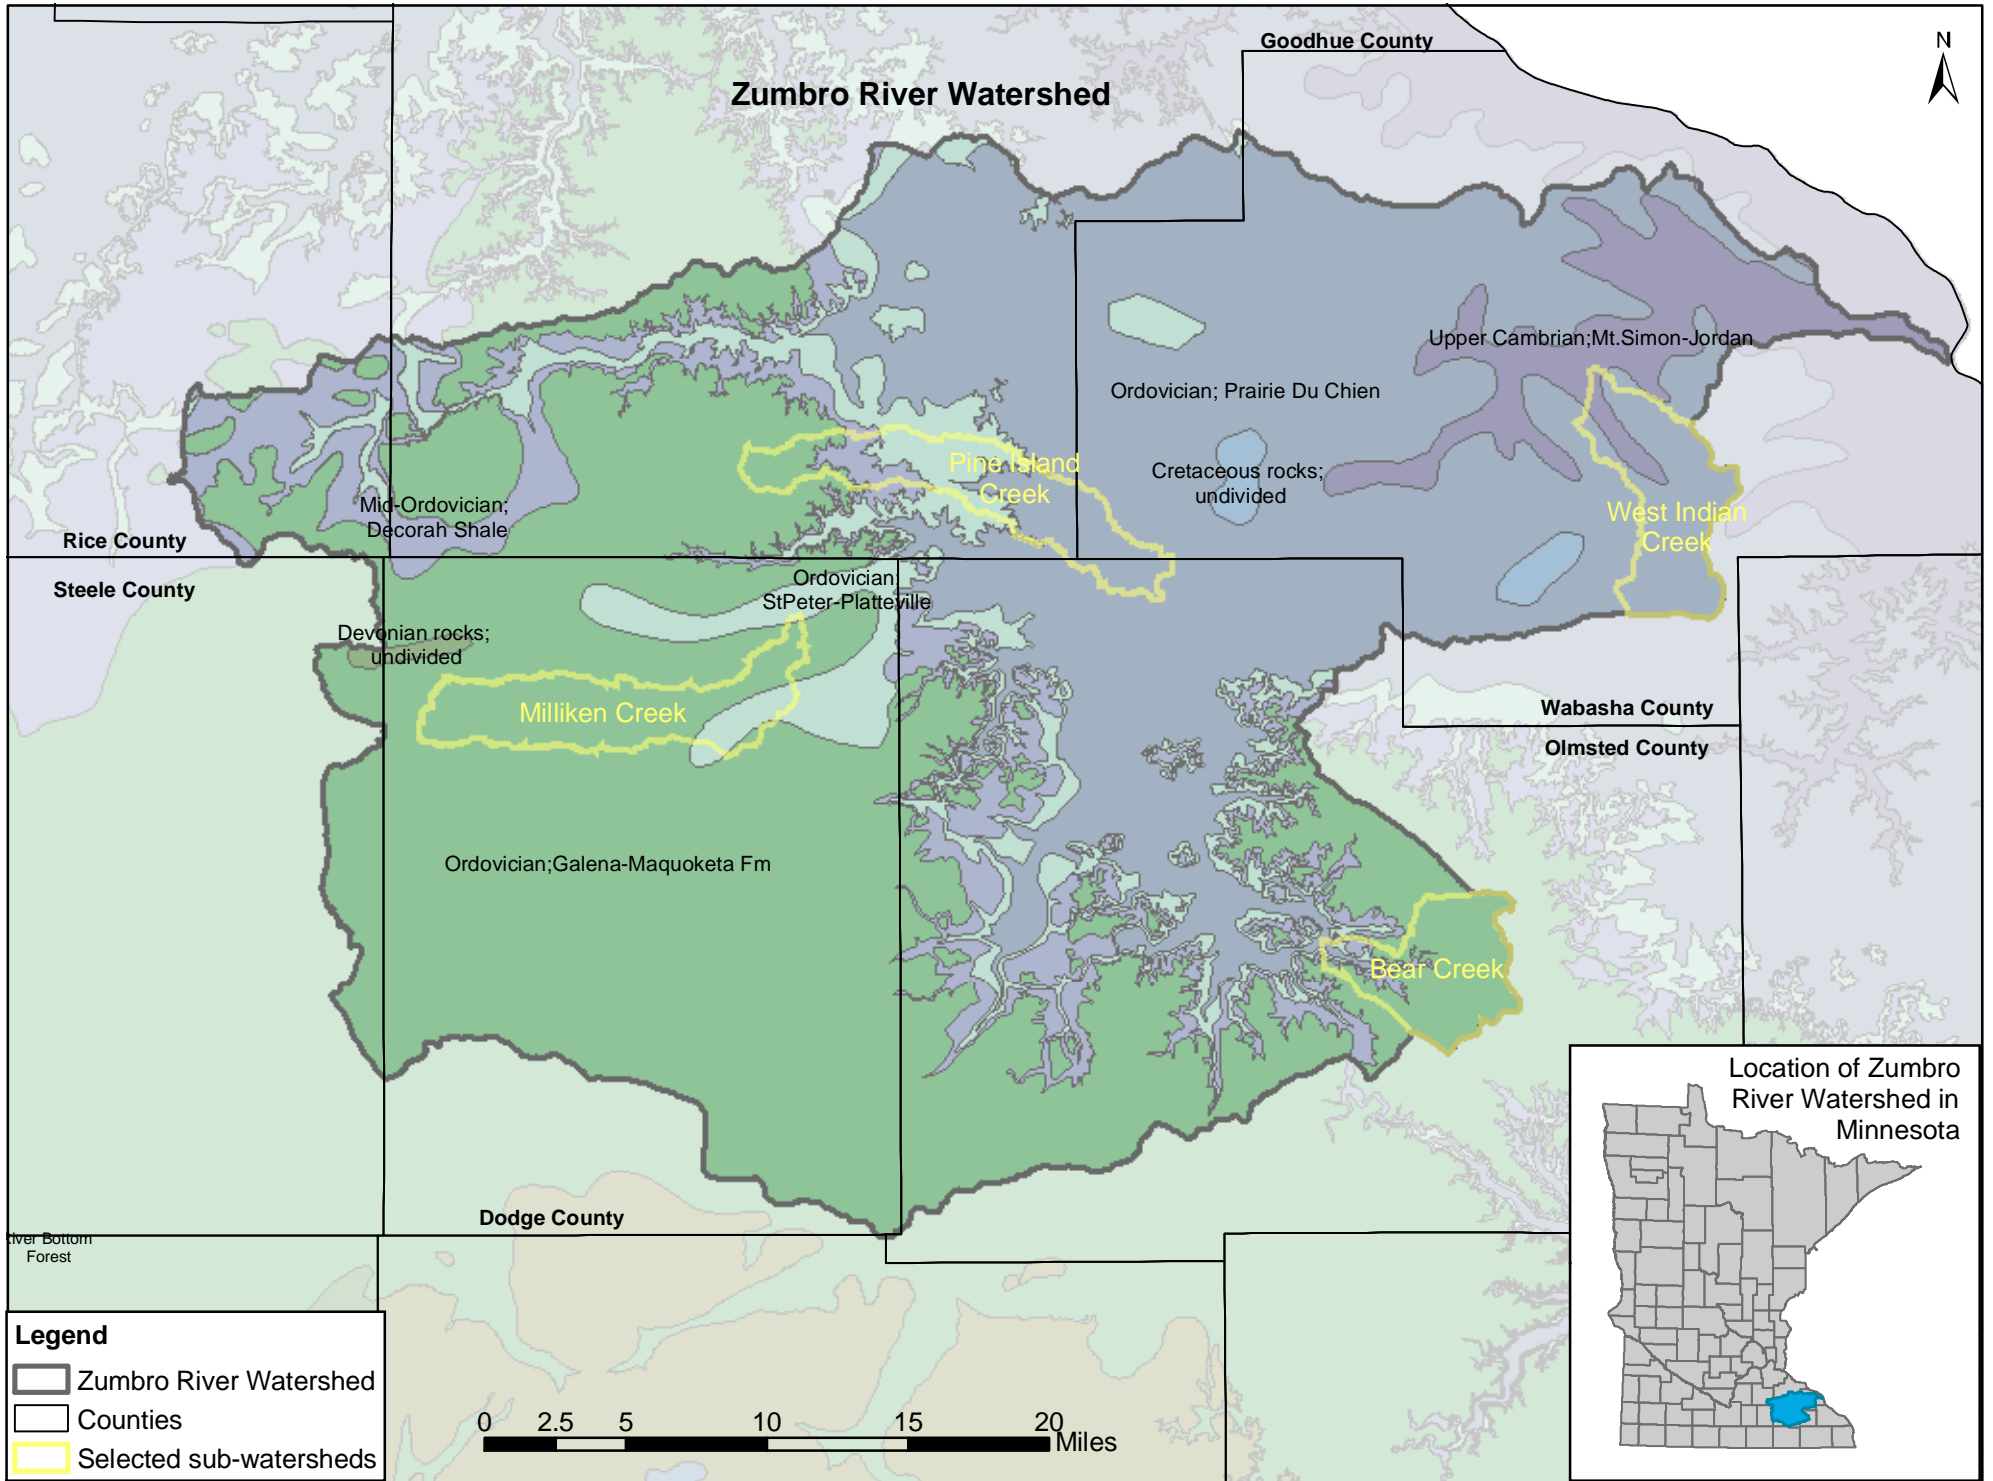 Goodhue County
N
Zumbro River Watershed
Upper Cambrian;Mt.Simon-Jordan
Ordovician; Prairie Du Chien
Pine Island
Creek
Cretaceous rocks;
undivided
Mid-Ordovician;
Decorah Shale
West Indian
Creek
Rice County
Steele County
Ordovician;
StPeter-Platteville
Devonian rocks;
undivided
Milliken Creek
Wabasha County
Olmsted County
Ordovician;Galena-Maquoketa Fm
Bear Creek
Location of Zumbro
River Watershed in
Minnesota
Dodge County
iver Bottom
Forest
Legend
Zumbro River Watershed
Counties
Selected sub-watersheds
0 2.5 5 10 15 20
Miles